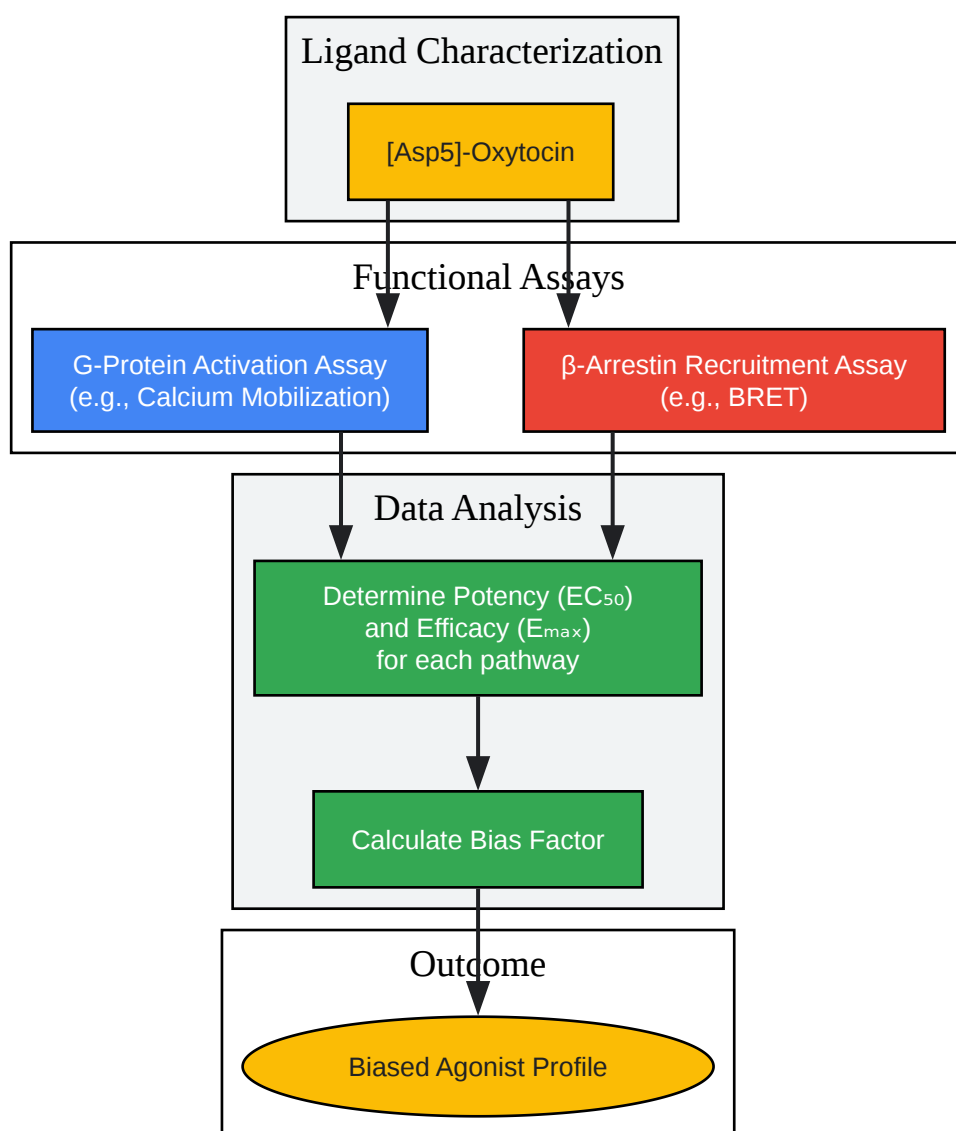 Ligand Characterization
[Asp5]-Oxytocin
Functional Assays
G-Protein Activation Assay
(e.g., Calcium Mobilization)
β-Arrestin Recruitment Assay
(e.g., BRET)
Data Analysis
Determine Potency (EC₅₀)
and Efficacy (Eₘₐₓ)
for each pathway
Calculate Bias Factor
Outcome
Biased Agonist Profile